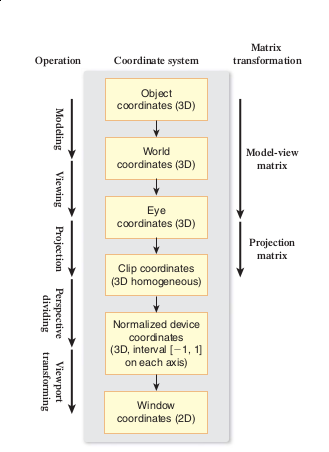 Operation
Coordinate system
Matrix
transformation
Modeling
Viewing
Projection
Perspective
dividing
Viewport
transforming
Object
coordinates (3D)
World
coordinates (3D)
Eye
coordinates (3D)
Clip coordinates
(3D homogeneous)
Normalized device
coordinates
(3D, interval [−1, 1]
on each axis)
Window
coordinates (2D)
Model-view
matrix
Projection
matrix